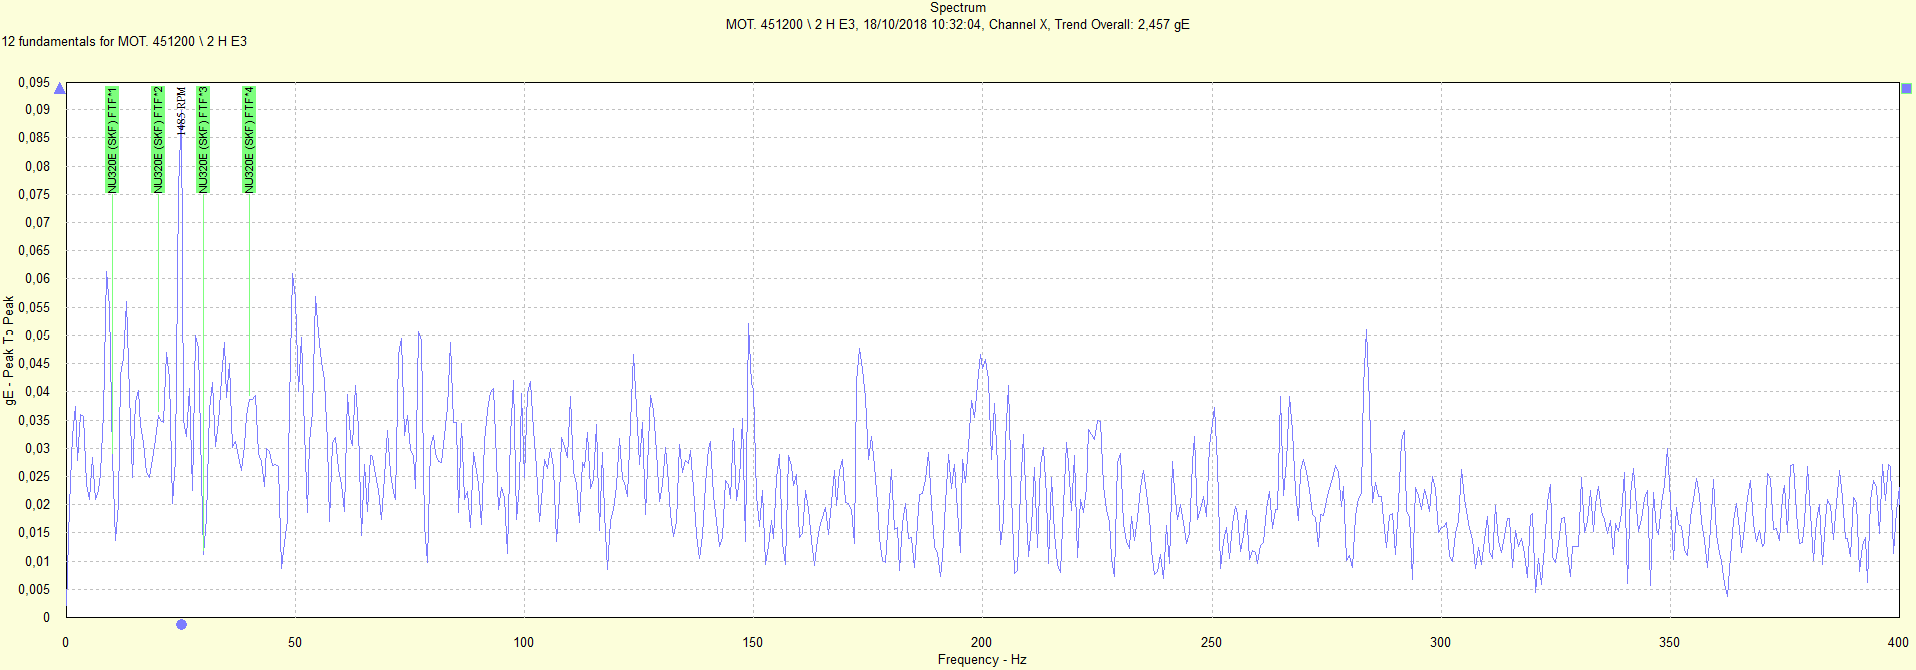 Spectrum
MOT. 451200 \ 2 H E3, 18/10/2018 10:32:04, Channel X, Trend Overall: 2,457 gE
12 fundamentals for MOT. 451200 \ 2 H E3
0,095
0,09
0,085
0,08
0,075
0,07
0,065
0,06
0,055
0,05
0,045
0,04
0,035
0,03
0,025
0,02
0,015
0,01
0,005
0
gE - Peak To Peak
NU320E (SKF) FTF*1
NU320E (SKF) FTF*2
1485 RPM
NU320E (SKF) FTF*3
NU320E (SKF) FTF*4
0 50 100 150 200 250 300 350 400
Frequency - Hz